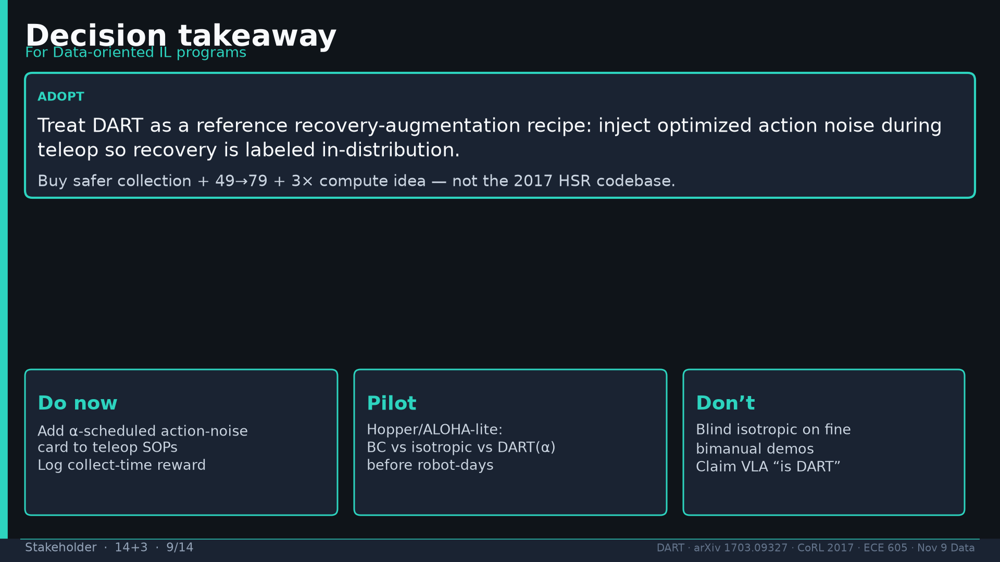 Decision takeaway
For Data-oriented IL programs
ADOPT
Treat DART as a reference recovery-augmentation recipe: inject optimized action noise during
teleop so recovery is labeled in-distribution.
Buy safer collection + 49→79 + 3× compute idea — not the 2017 HSR codebase.
Do now
Add α-scheduled action-noise
card to teleop SOPs
Log collect-time reward
Pilot
Hopper/ALOHA-lite:
BC vs isotropic vs DART(α)
before robot-days
Don’t
Blind isotropic on fine
bimanual demos
Claim VLA “is DART”
Stakeholder · 14+3 · 9/14
DART · arXiv 1703.09327 · CoRL 2017 · ECE 605 · Nov 9 Data